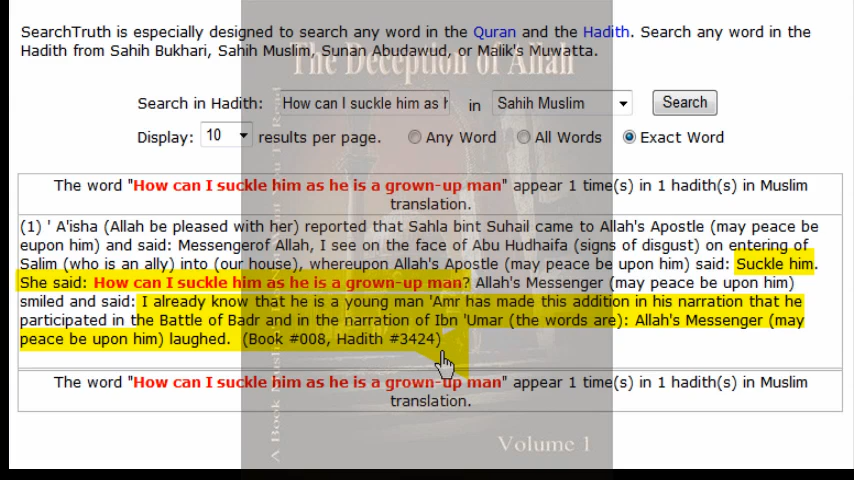 SearchTruth is especially designed to search any word in the Quran and the Hadith. Search any word in the
Hadith from Sahih Bukhari, Sahih Muslim, Sunan Abudawud, or Malik's Muwatta.
The Deception of Allah
Search in Hadith: How can I suckle him as h in Sahih Muslim Search
Display: 10 results per page. Any Word All Words Exact Word
The word "How can I suckle him as he is a grown-up man" appear 1 time(s) in 1 hadith(s) in Muslim
translation.
(1) ' A'isha (Allah be pleased with her) reported that Sahla bint Suhail came to Allah's Apostle (may peace be
eupon him) and said: Messengerof Allah, I see on the face of Abu Hudhaifa (signs of disgust) on entering of
Salim (who is an ally) into (our house), whereupon Allah's Apostle (may peace be upon him) said: Suckle him.
She said: How can I suckle him as he is a grown-up man? Allah's Messenger (may peace be upon him)
smiled and said: I already know that he is a young man 'Amr has made this addition in his narration that he
participated in the Battle of Badr and in the narration of Ibn 'Umar (the words are): Allah's Messenger (may
peace be upon him) laughed. (Book #008, Hadith #3424)
The word "How can I suckle him as he is a grown-up man" appear 1 time(s) in 1 hadith(s) in Muslim
translation.
Volume 1